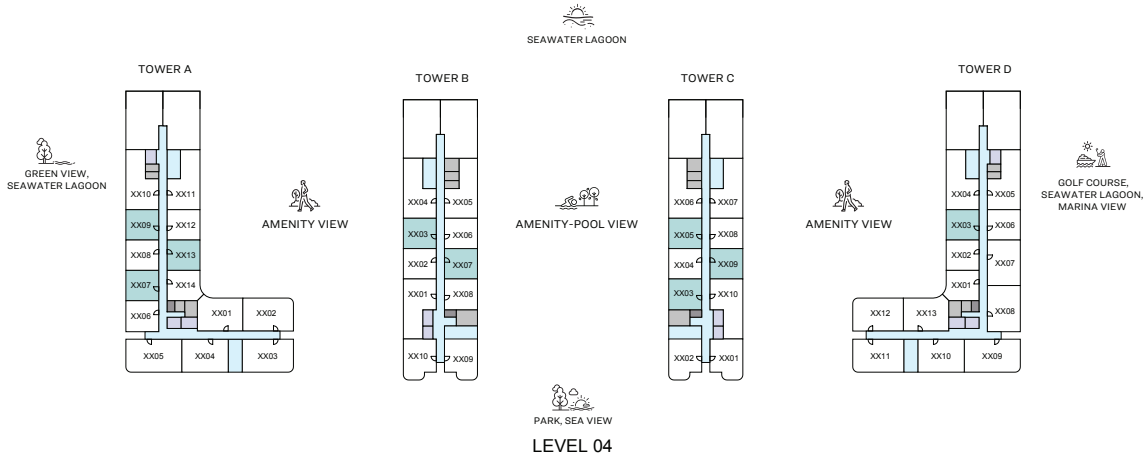 SEAWATER LAGOON
TOWER A
TOWER B
TOWER C
TOWER D
GREEN VIEW,
SEAWATER LAGOON
AMENITY VIEW
AMENITY-POOL VIEW
AMENITY VIEW
GOLF COURSE,
SEAWATER LAGOON,
MARINA VIEW
XX10 XX11
XX09 XX12
XX08 XX13
XX07 XX14
XX06 XX01 XX02
XX05 XX04 XX03
XX04 XX05
XX03 XX06
XX02 XX07
XX01 XX08
XX10 XX09
XX06 XX07
XX05 XX08
XX04 XX09
XX03 XX10
XX02 XX01
XX04 XX05
XX03 XX06
XX02 XX07
XX01
XX12 XX13 XX08
XX11 XX10 XX09
PARK, SEA VIEW
LEVEL 04